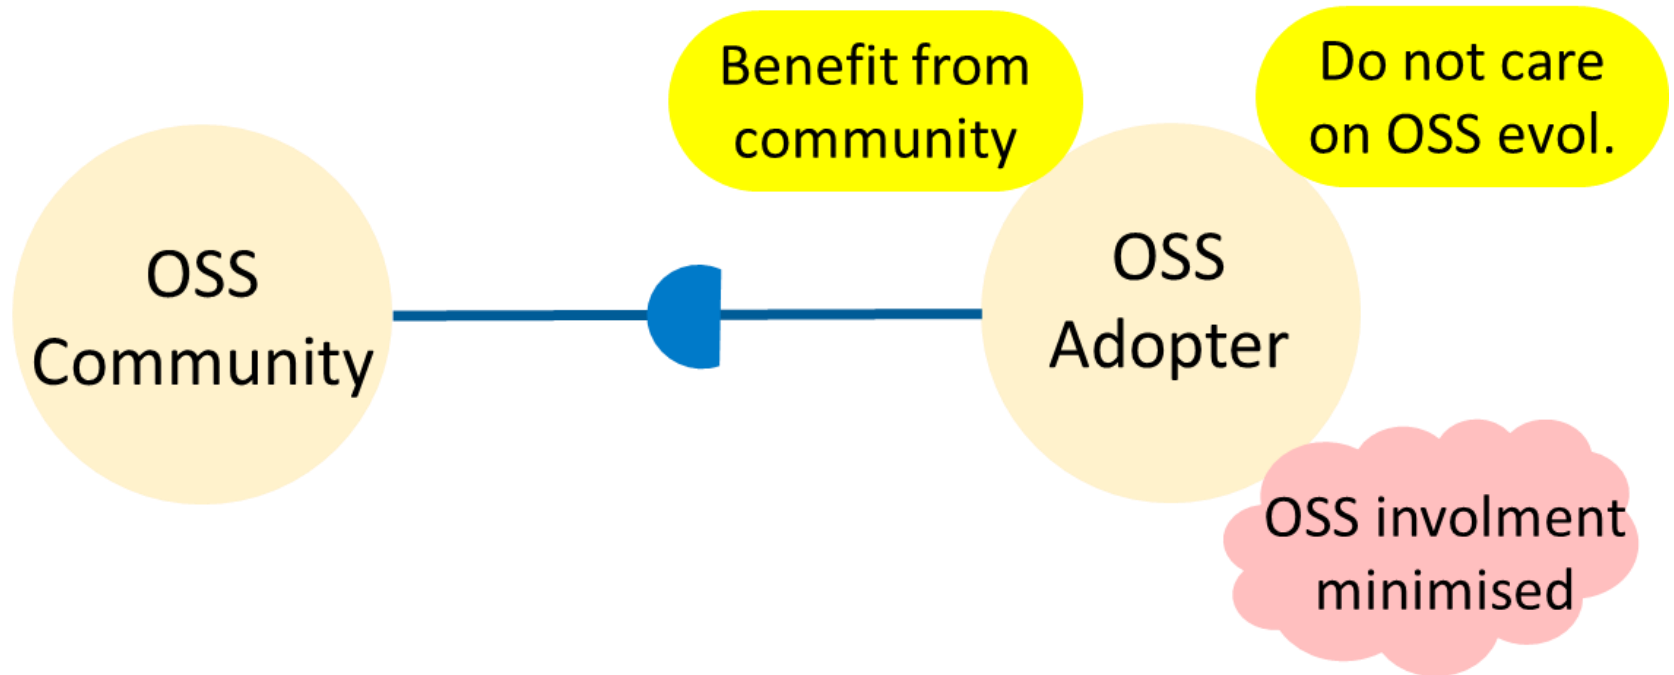 OSS
Community
Benefit from
community
Do not care
on OSS evol.
OSS
Adopter
OSS involment
minimised